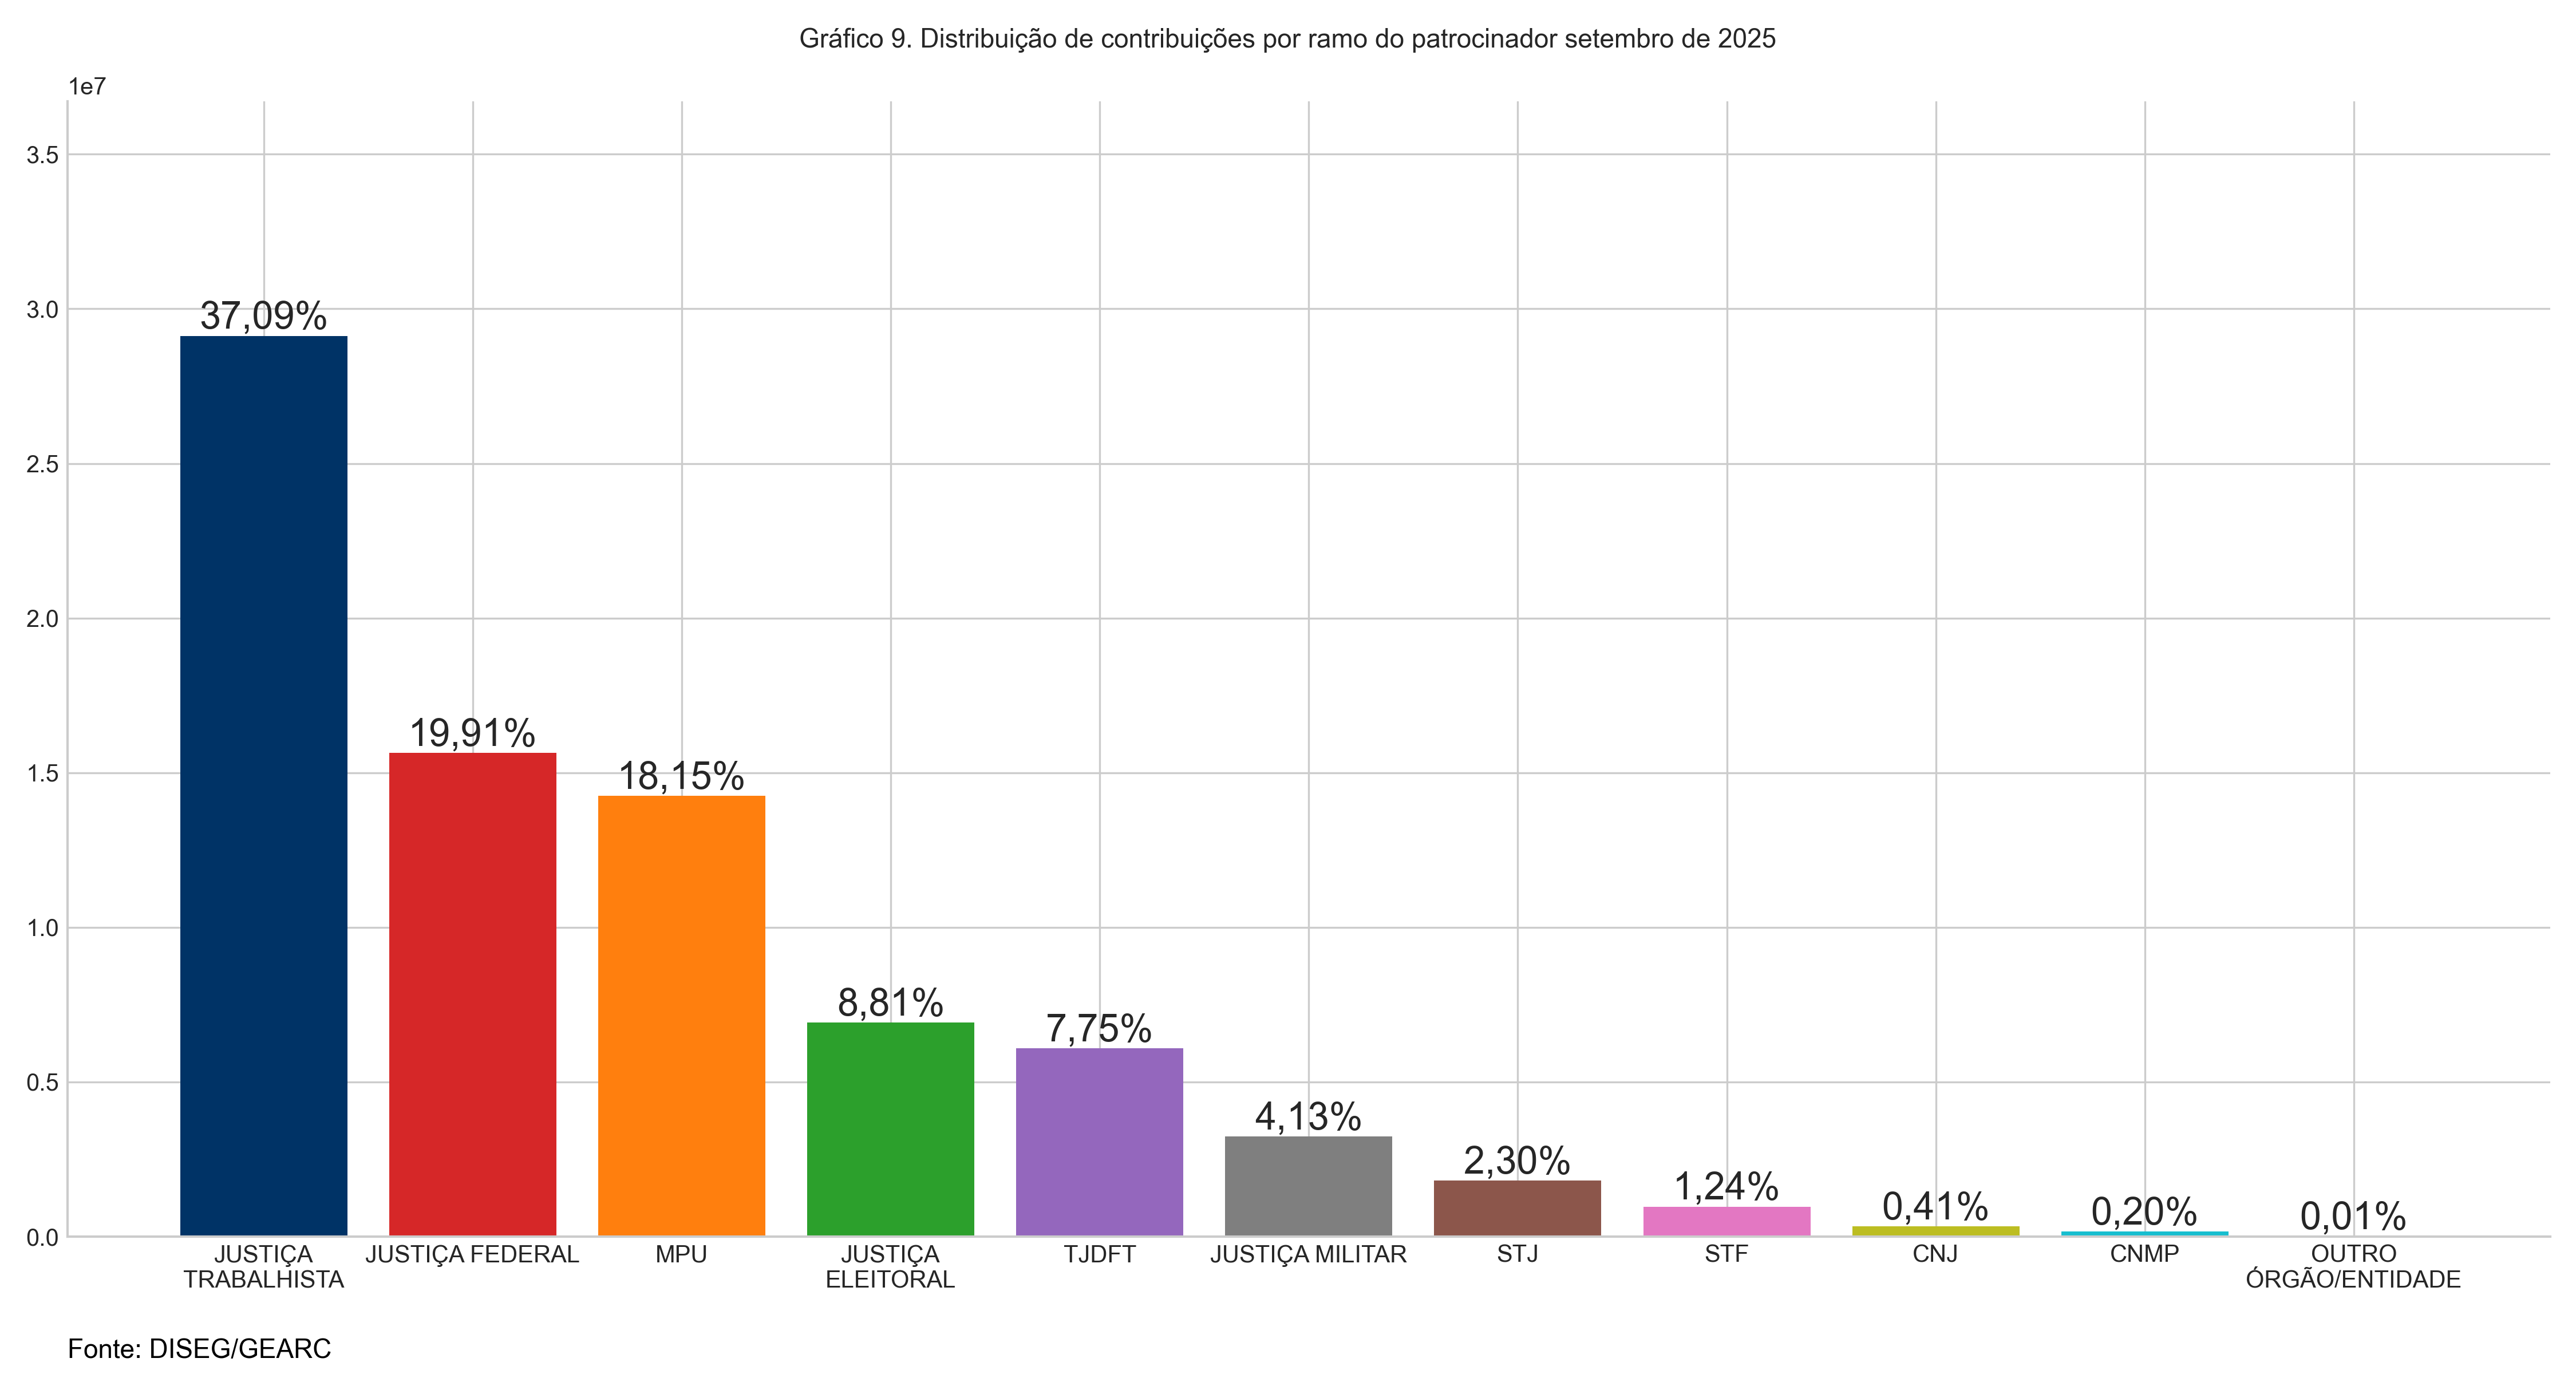 Gráfico 9. Distribuição de contribuições por ramo do patrocinador setembro de 2025
1e7
3.5
3.0
2.5
2.0
1.5
1.0
0.5
0.0
37,09%
19,91%
18,15%
8,81%
7,75%
4,13%
2,30%
1,24%
0,41%
0,20%
0,01%
JUSTIÇA
TRABALHISTA
JUSTIÇA FEDERAL
MPU
JUSTIÇA
ELEITORAL
TJDFT
JUSTIÇA MILITAR
STJ
STF
CNJ
CNMP
OUTRO
ÓRGÃO/ENTIDADE
Fonte: DISEG/GEARC